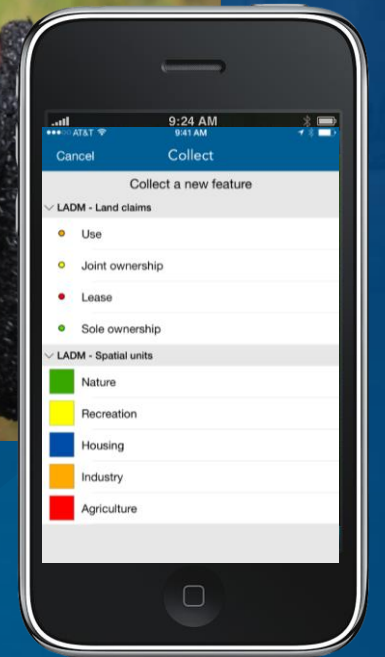 9:24 AM
AT&T 9:41 AM
Cancel Collect
Collect a new feature
LADM - Land claims
Use
Joint ownership
Lease
Sole ownership
LADM - Spatial units
Nature
Recreation
Housing
Industry
Agriculture